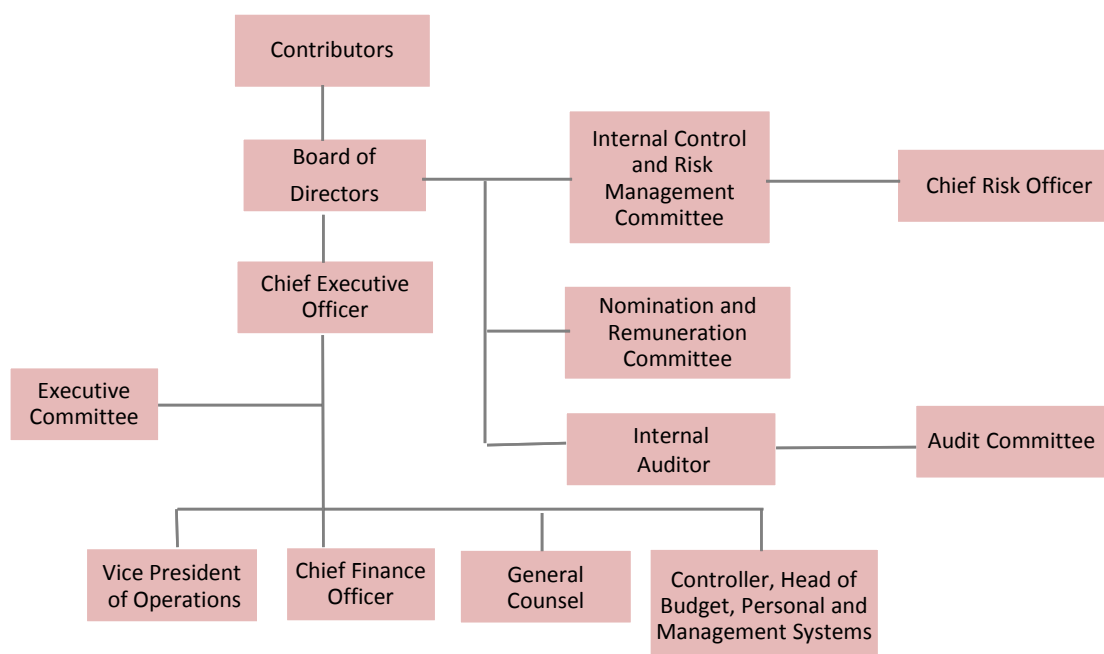 Contributors
Board of
Directors
Internal Control
and Risk
Management
Committee
Chief Risk Officer
Chief Executive
Officer
Nomination and
Remuneration
Committee
Executive
Committee
Internal
Auditor
Audit Committee
Vice President
of Operations
Chief Finance
Officer
General
Counsel
Controller, Head of
Budget, Personal and
Management Systems